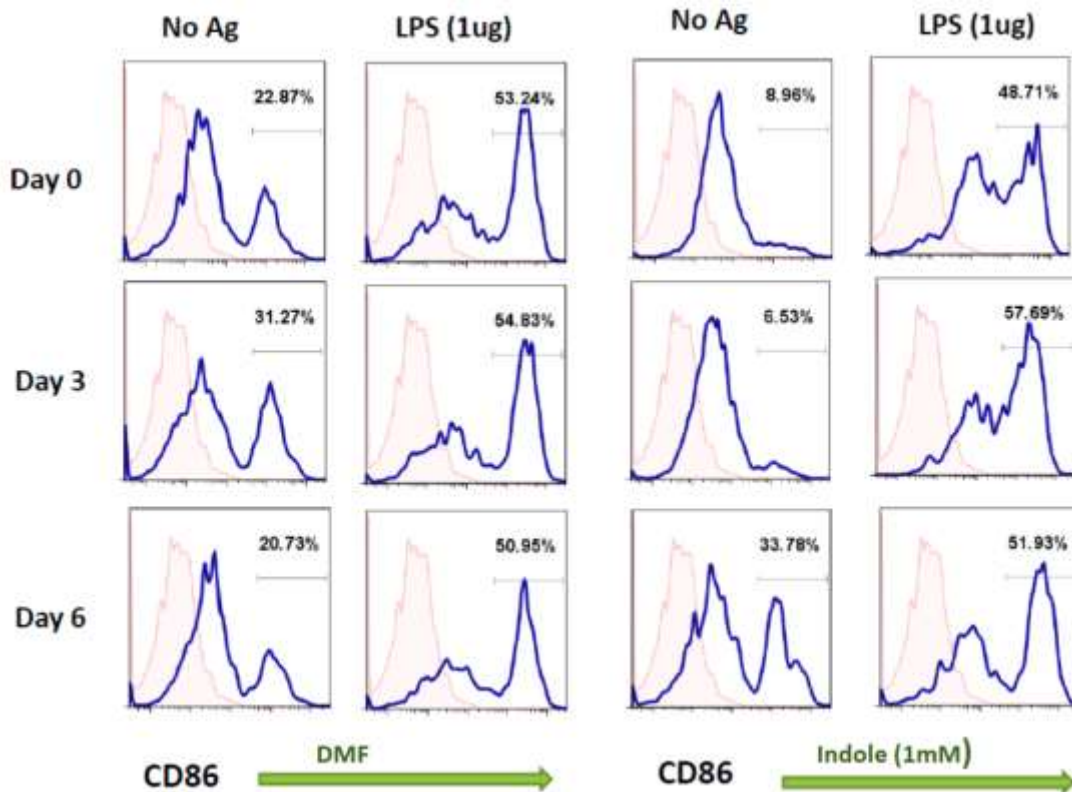 No Ag LPS (1ug) No Ag LPS (1ug)
Day 0
22.87% 53.24% 8.96% 48.71%
Day 3
31.27% 54.83% 6.53% 57.69%
Day 6
20.73% 50.95% 33.78% 51.93%
CD86 DMF CD86 Indole (1mM)